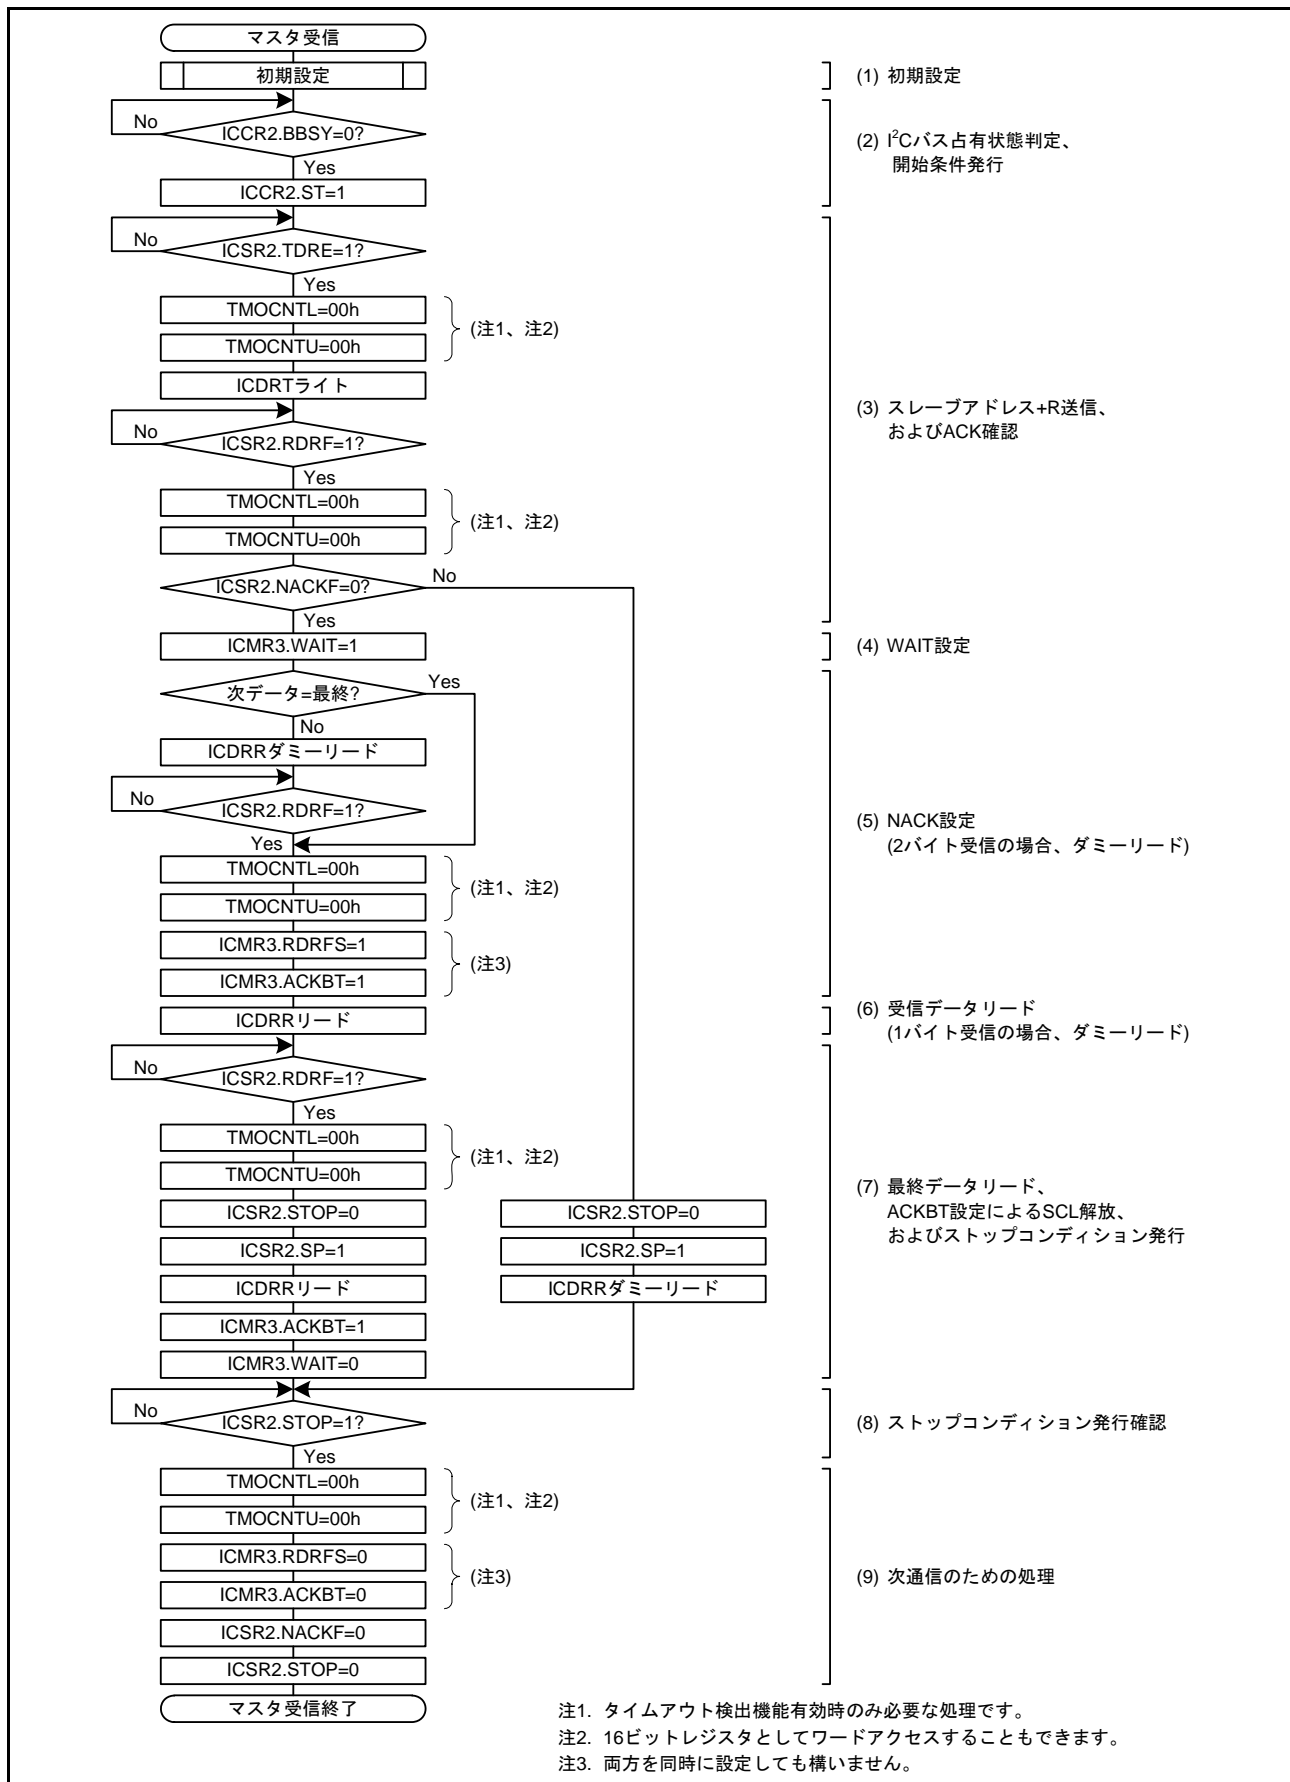 マスタ受信
初期設定
(1) 初期設定
No
ICCR2.BBSY=0?
Yes
ICCR2.ST=1
(2) I²Cバス占有状態判定、
開始条件発行
No
ICSR2.TDRE=1?
Yes
TMOCNTL=00h
TMOCNTU=00h
(注1、注2)
ICDRTライト
No
ICSR2.RDRF=1?
Yes
TMOCNTL=00h
TMOCNTU=00h
(注1、注2)
ICSR2.NACKF=0?
No
Yes
(3) スレーブアドレス+R送信、
およびACK確認
ICMR3.WAIT=1
(4) WAIT設定
次データ=最終?
Yes
No
ICDRRダミーリード
No
ICSR2.RDRF=1?
Yes
TMOCNTL=00h
TMOCNTU=00h
(注1、注2)
ICMR3.RDRFS=1
ICMR3.ACKBT=1
(注3)
(5) NACK設定
(2バイト受信の場合、ダミーリード)
ICDRRリード
(6) 受信データリード
(1バイト受信の場合、ダミーリード)
No
ICSR2.RDRF=1?
Yes
TMOCNTL=00h
TMOCNTU=00h
(注1、注2)
ICSR2.STOP=0
ICSR2.SP=1
ICDRRリード
ICMR3.ACKBT=1
ICMR3.WAIT=0
ICSR2.STOP=0
ICSR2.SP=1
ICDRRダミーリード
(7) 最終データリード、
ACKBT設定によるSCL解放、
およびストップコンディション発行
No
ICSR2.STOP=1?
Yes
(8) ストップコンディション発行確認
TMOCNTL=00h
TMOCNTU=00h
(注1、注2)
ICMR3.RDRFS=0
ICMR3.ACKBT=0
(注3)
ICSR2.NACKF=0
ICSR2.STOP=0
(9) 次通信のための処理
マスタ受信終了
注1. タイムアウト検出機能有効時のみ必要な処理です。
注2. 16ビットレジスタとしてワードアクセスすることもできます。
注3. 両方を同時に設定しても構いません。